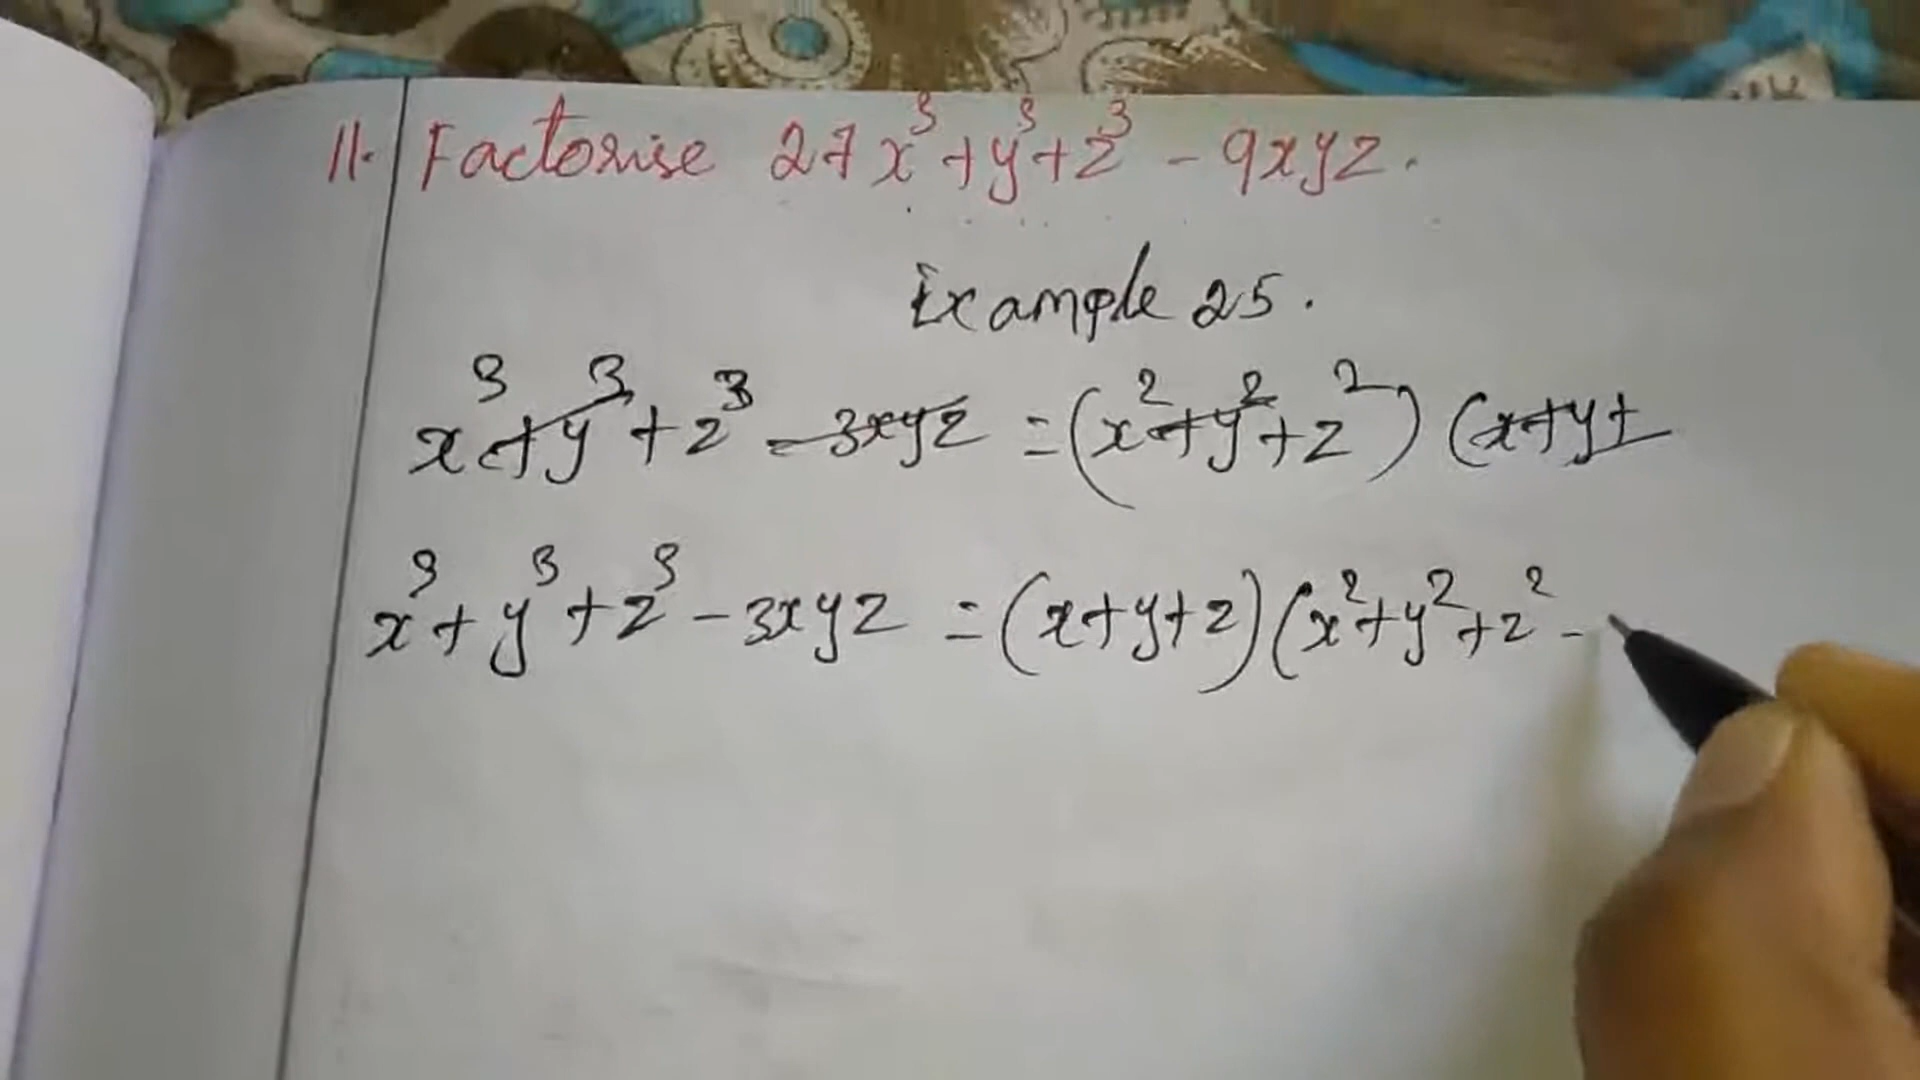 11. Factorise 27x³+y³+z³ - 9xyz.
Example 25.
x³+y³+z³ - 3xyz = (x²+y²+z²) (x+y+
x³+y³+z³ - 3xyz = (x+y+z)(x²+y²+z² -